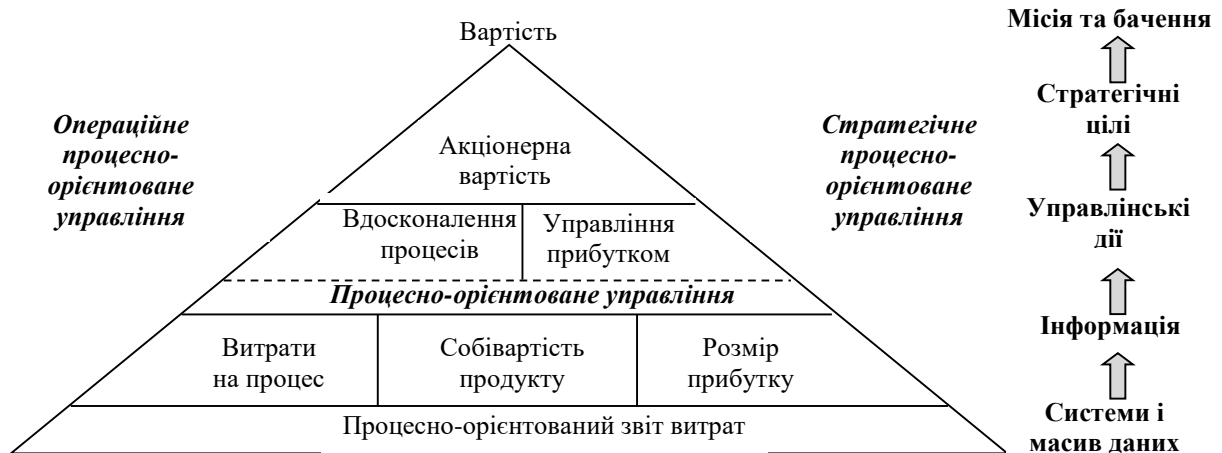 Вартість
Операційне
процесно-
орієнтоване
управління
Акціонерна
вартість
Вдосконалення
процесів
Управління
прибутком
Процесно-орієнтоване управління
Витрати
на процес
Собівартість
продукту
Розмір
прибутку
Процесно-орієнтований звіт витрат
Стратегічне
процесно-
орієнтоване
управління
Місія та бачення
Стратегічні
цілі
Управлінські
дії
Інформація
Системи і
масив даних